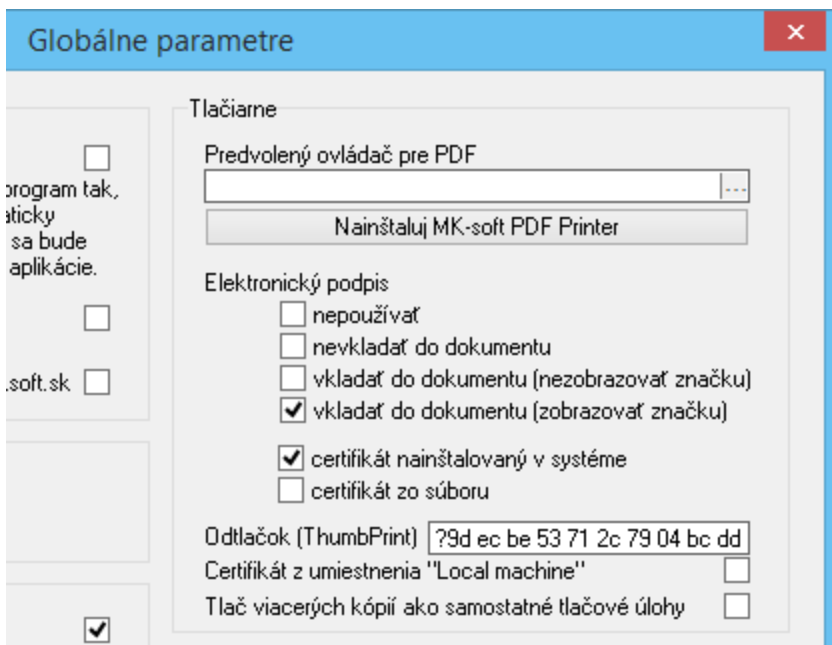 Globálne parametre
program tak,
aticky
sa bude
aplikácie.
.soft.sk
Tlačiarne
Predvolený ovládač pre PDF
...
Nainštaluj MK-soft PDF Printer
Elektronický podpis
nepoužívať
nevkladať do dokumentu
vkladať do dokumentu (nezobrazovať značku)
vkladať do dokumentu (zobrazovať značku)
certifikát nainštalovaný v systéme
certifikát zo súboru
Odtlačok (ThumbPrint) ?9d ec be 53 71 2c 79 04 bc dd
Certifikát z umiestnenia "Local machine"
Tlač viacerých kópií ako samostatné tlačové úlohy